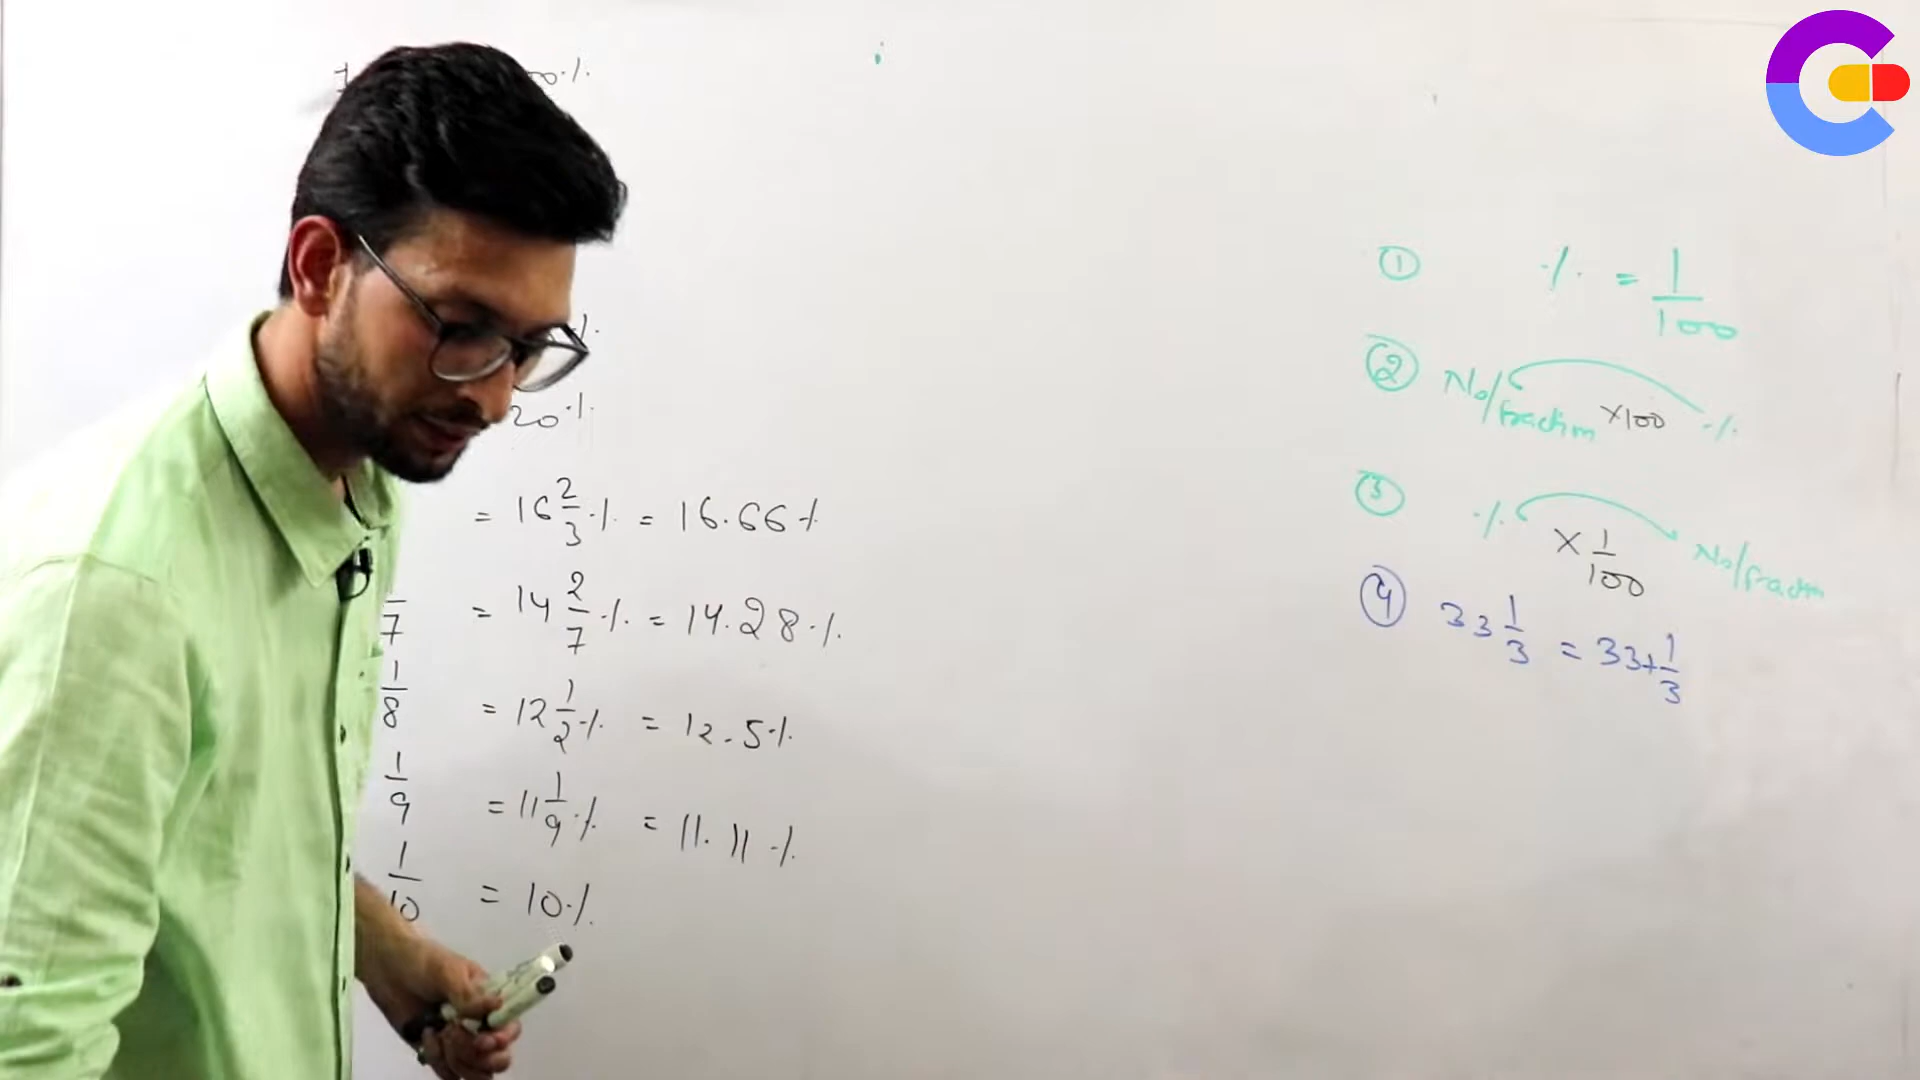 00%
%
20%
= 16 2/3 % = 16.66%
7 = 14 2/7 % = 14.28%
1/8 = 12 1/2 % = 12.5%
1/9 = 11 1/9 % = 11.11%
1/10 = 10%
① % = 1/100
② No/fraction ×100 %
③ % × 1/100 No/fraction
④ 33 1/3 = 33+1/3